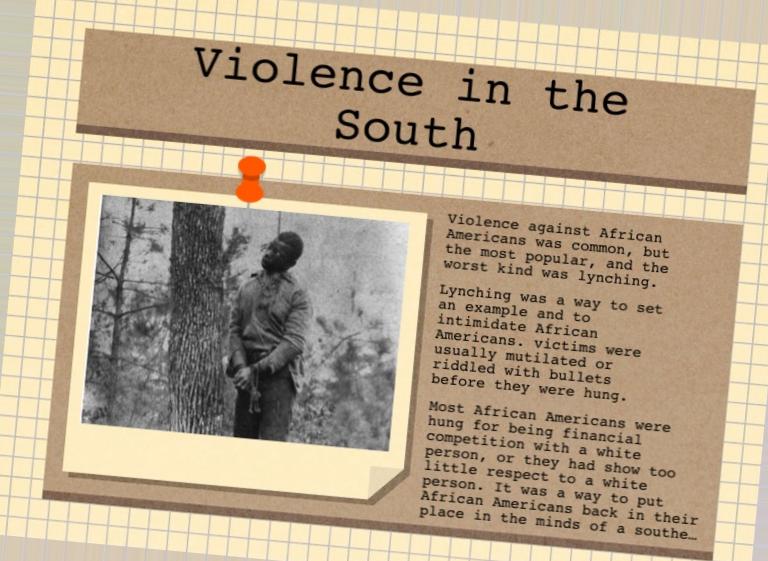 Violence in the
South
Violence against African
Americans was common, but
the most popular, and the
worst kind was lynching.
Lynching was a way to set
an example and to
intimidate African
Americans. victims were
usually mutilated or
riddled with bullets
before they were hung.
Most African Americans were
hung for being financial
competition with a white
person, or they had show too
little respect to a white
person. It was a way to put
African Americans back in their
place in the minds of a southe…